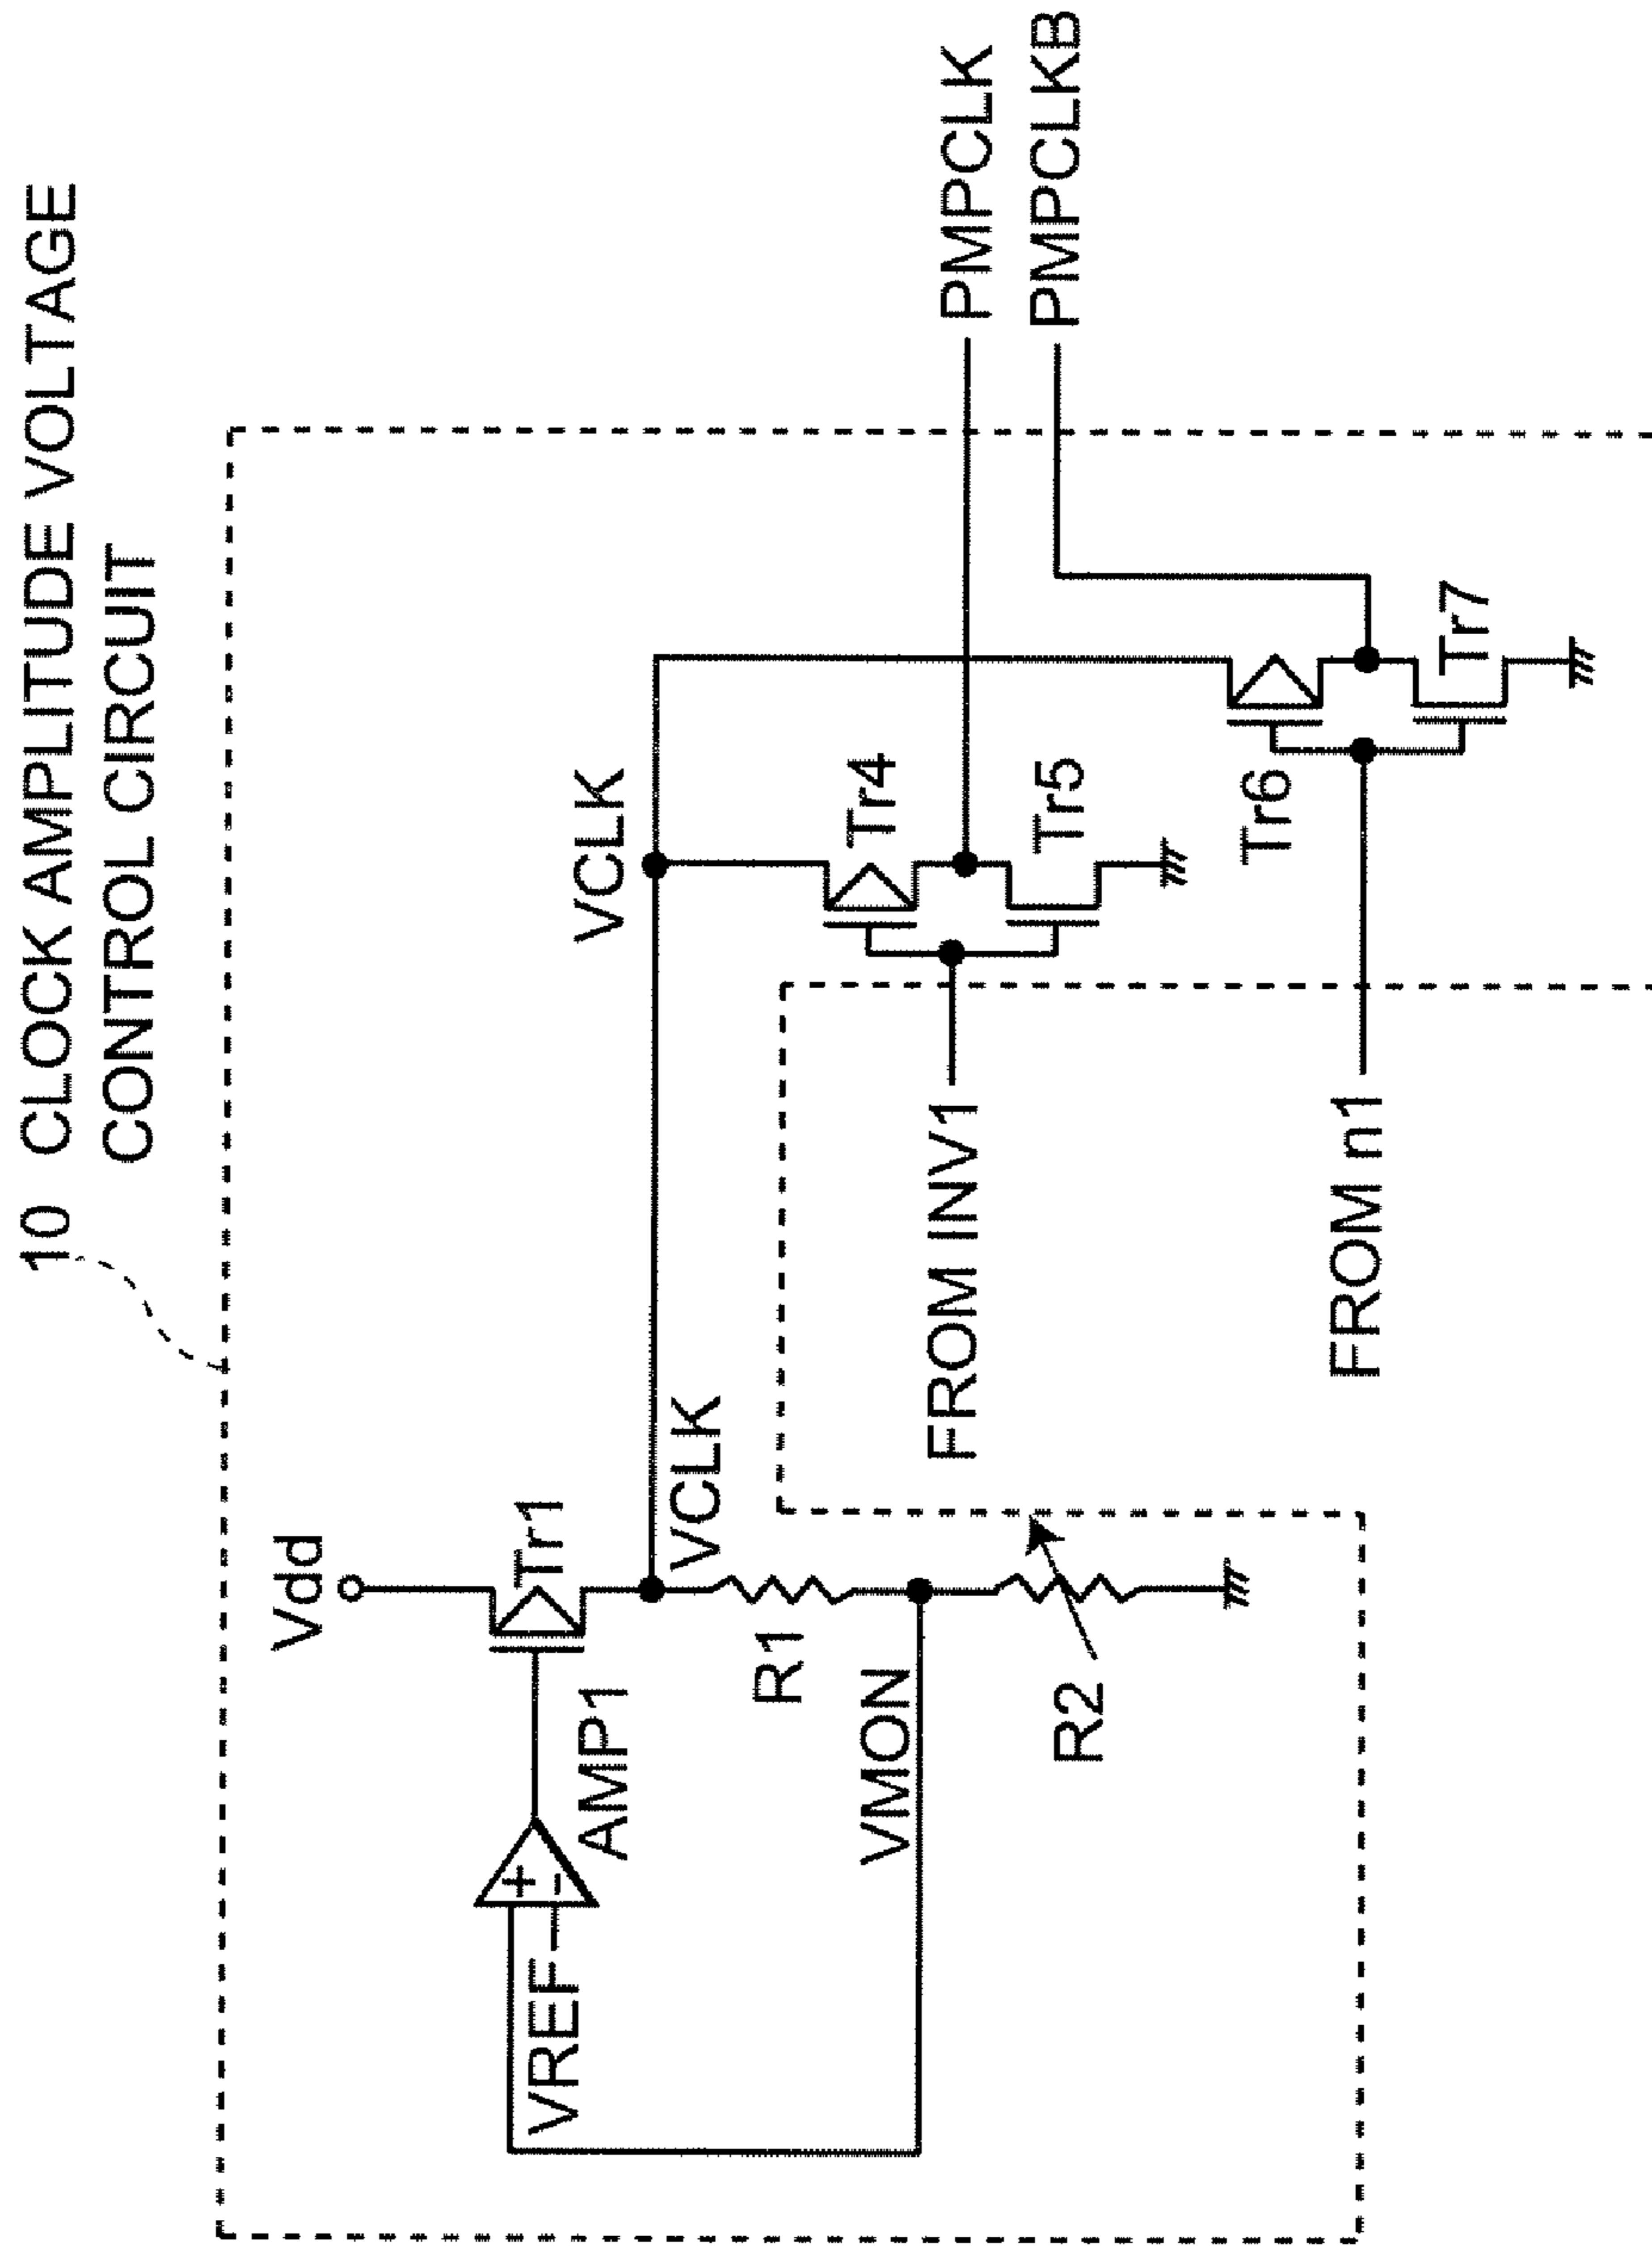 10 CLOCK AMPLITUDE VOLTAGE
CONTROL CIRCUIT
Vdd
VREF
+
-
AMP1
Tr1
VCLK
VCLK
R1
VMON
R2
Tr4
Tr5
FROM INV1
PMPCLK
PMPCLKB
Tr6
Tr7
FROM n1